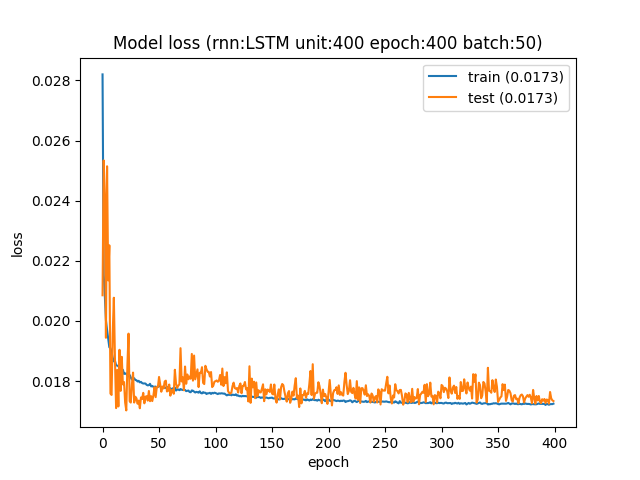 Model loss (rnn:LSTM unit:400 epoch:400 batch:50)
train (0.0173)
test (0.0173)
loss
0.028
0.026
0.024
0.022
0.020
0.018
0 50 100 150 200 250 300 350 400
epoch